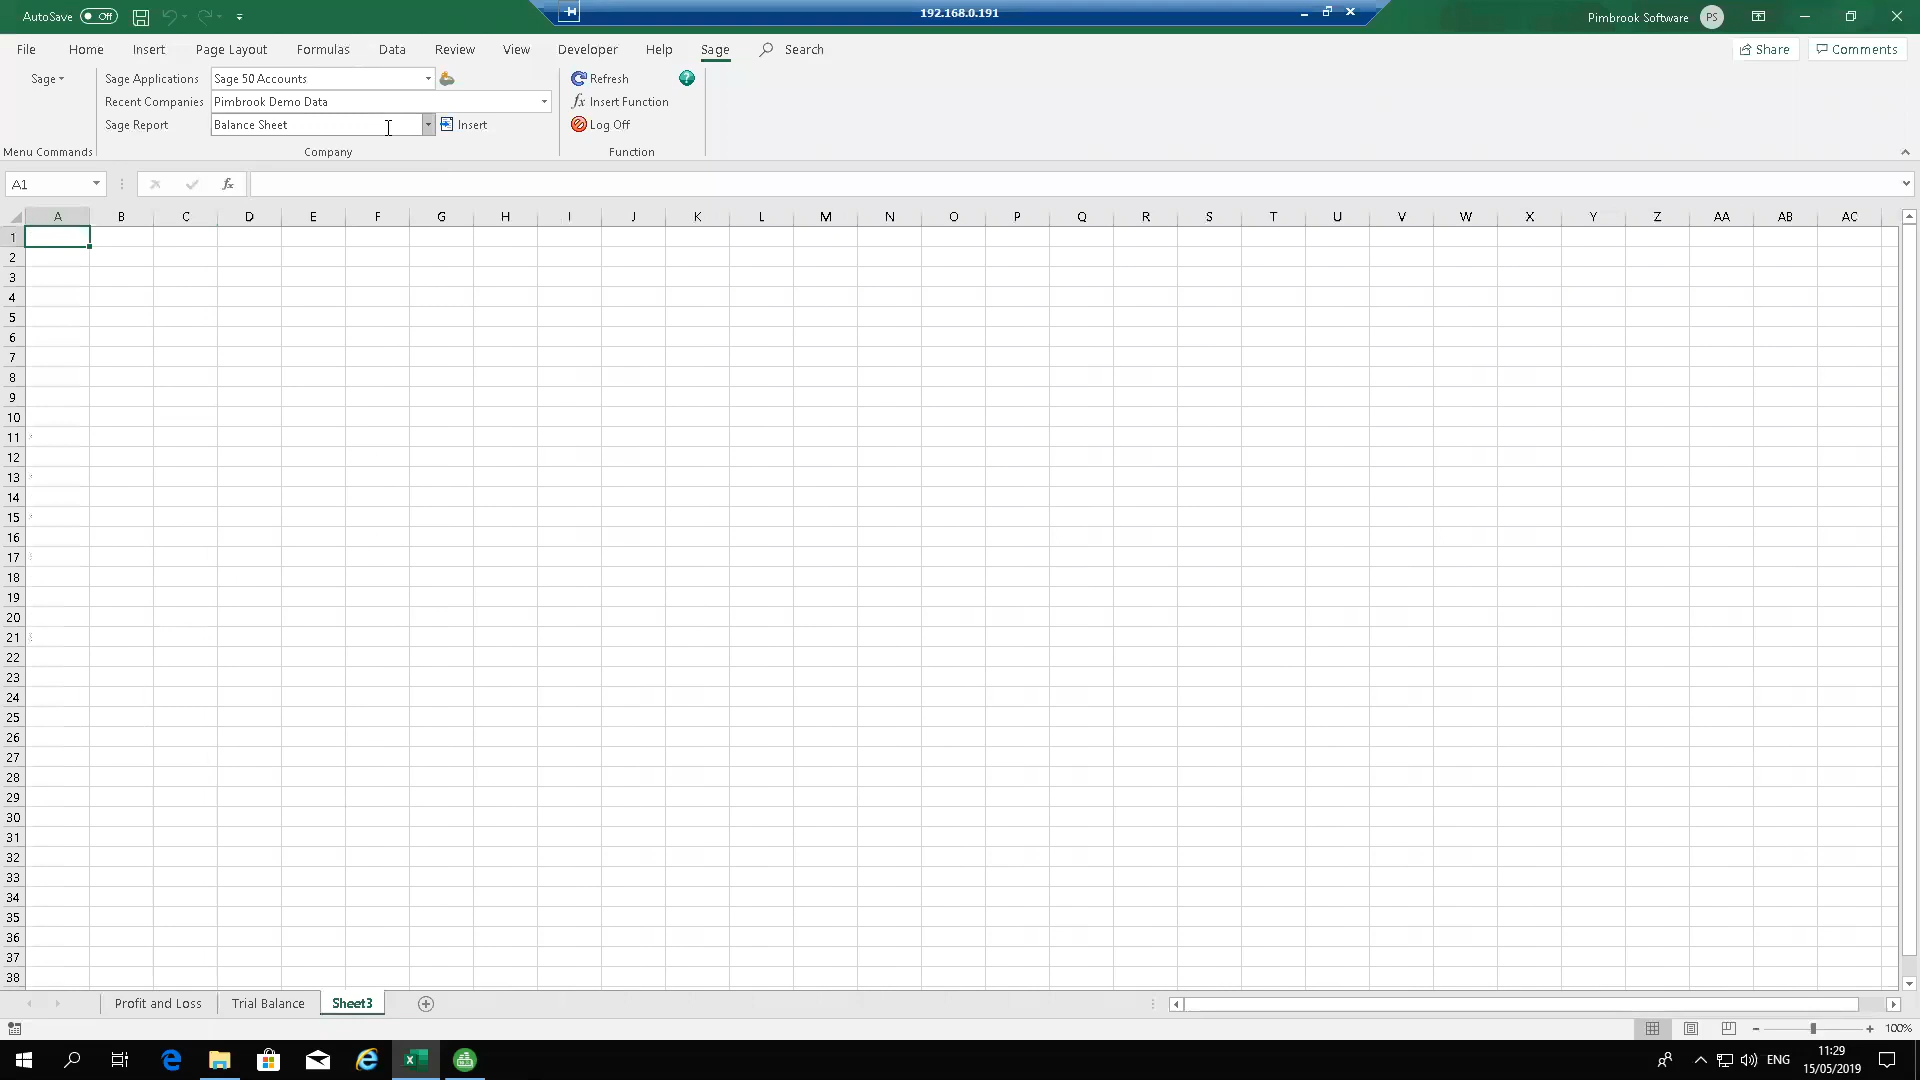 AutoSave Off
192.168.0.191
Pimbrook Software PS
File Home Insert Page Layout Formulas Data Review View Developer Help Sage Search Share Comments
Sage
Menu Commands
Sage Applications Sage 50 Accounts
Recent Companies Pimbrook Demo Data
Sage Report Balance Sheet Insert
Company
Refresh ?
fx Insert Function
Log Off
Function
A1 fx
A B C D E F G H I J K L M N O P Q R S T U V W X Y Z AA AB AC
1
2
3
4
5
6
7
8
9
10
11
12
13
14
15
16
17
18
19
20
21
22
23
24
25
26
27
28
29
30
31
32
33
34
35
36
37
38
Profit and Loss Trial Balance Sheet3
100%
ENG 11:29
15/05/2019